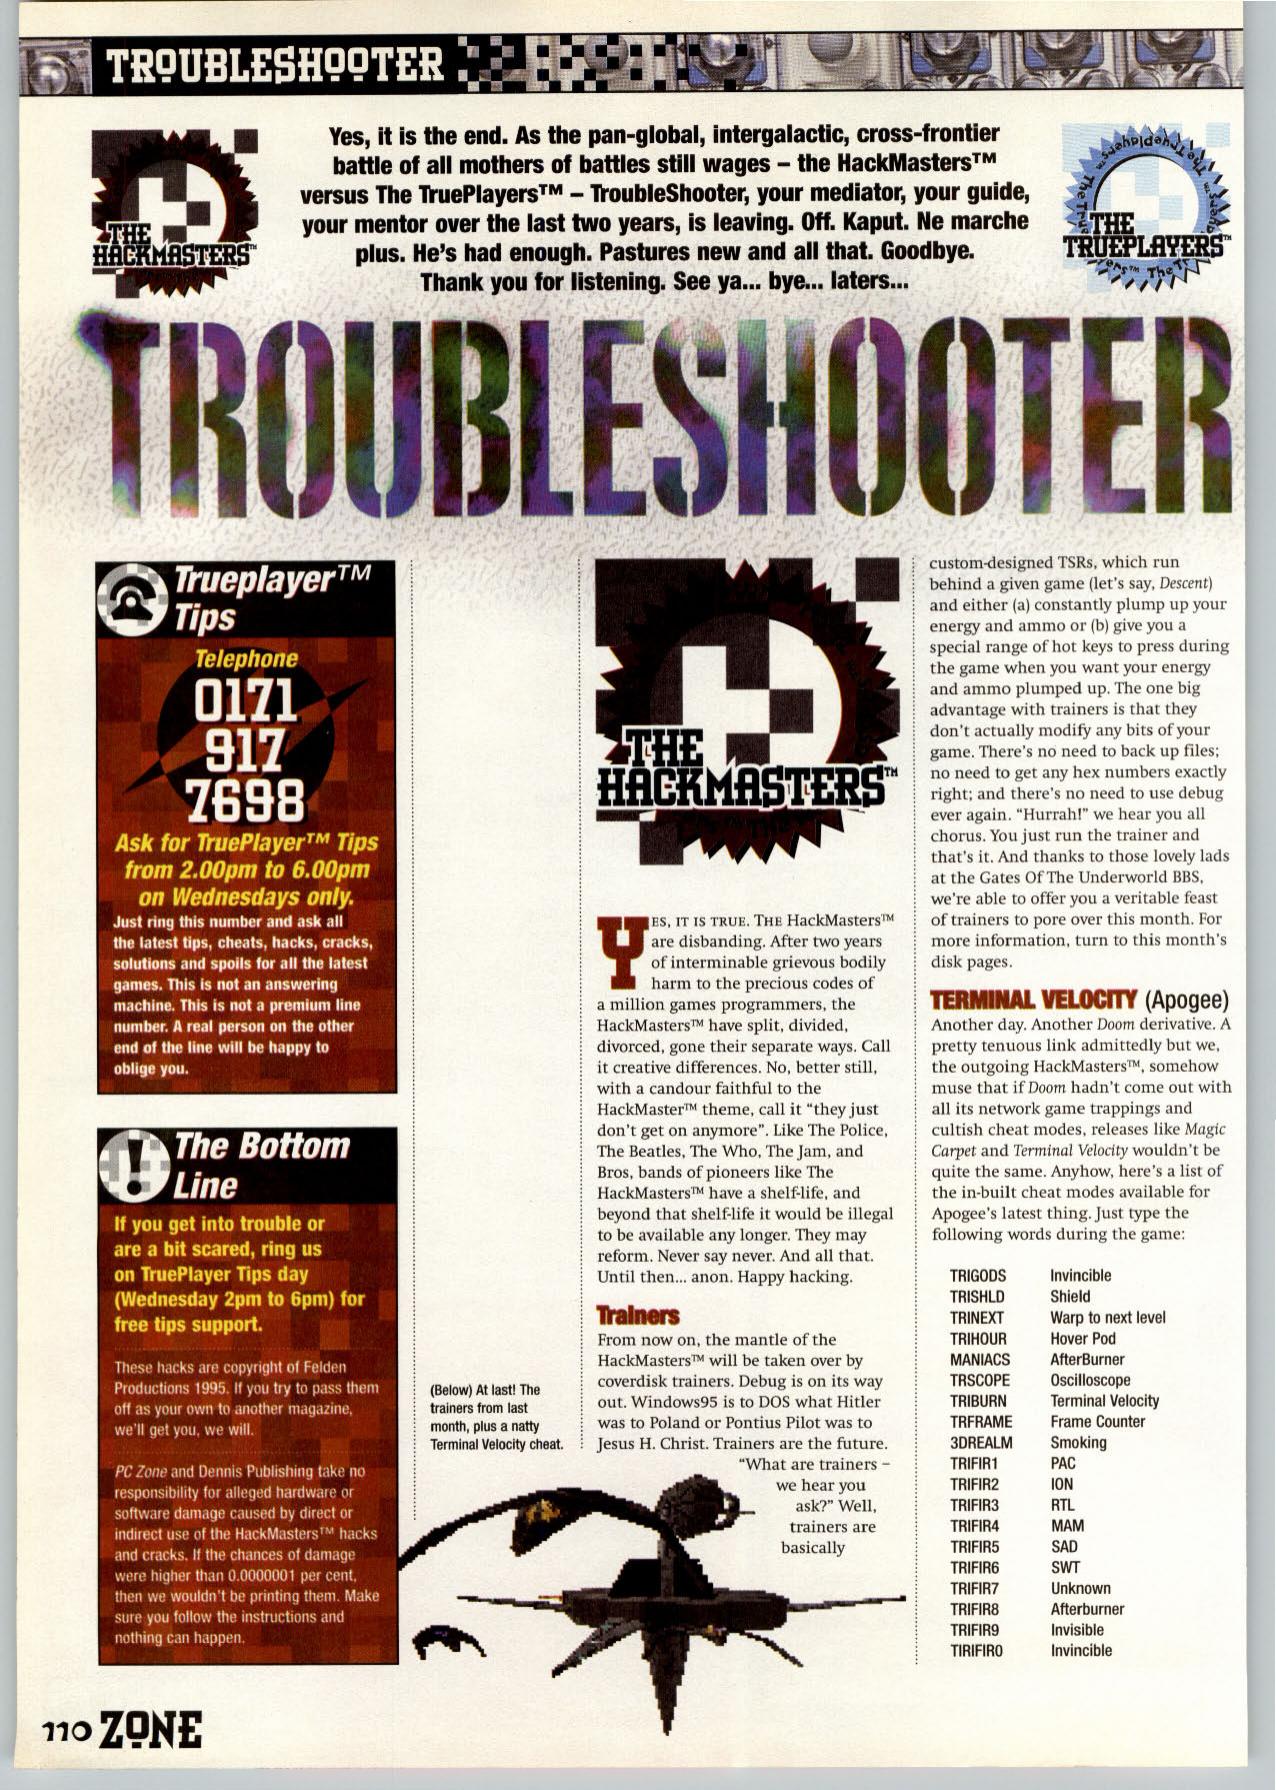 TROUBLESHOOTER
THE
HACKMASTERS™
Yes, it is the end. As the pan-global, intergalactic, cross-frontier
battle of all mothers of battles still wages – the HackMasters™
versus The TruePlayers™ – TroubleShooter, your mediator, your guide,
your mentor over the last two years, is leaving. Off. Kaput. Ne marche
plus. He's had enough. Pastures new and all that. Goodbye.
Thank you for listening. See ya... bye... laters...
THE
TRUEPLAYERS™
TROUBLESHOOTER
Trueplayer™
Tips
Telephone
0171
917
7698
Ask for TruePlayer™ Tips
from 2.00pm to 6.00pm
on Wednesdays only.
Just ring this number and ask all
the latest tips, cheats, hacks, cracks,
solutions and spoils for all the latest
games. This is not an answering
machine. This is not a premium line
number. A real person on the other
end of the line will be happy to
oblige you.
The Bottom
Line
If you get into trouble or
are a bit scared, ring us
on TruePlayer Tips day
(Wednesday 2pm to 6pm) for
free tips support.
These hacks are copyright of Felden
Productions 1995. If you try to pass them
off as your own to another magazine,
we'll get you, we will.
PC Zone and Dennis Publishing take no
responsibility for alleged hardware or
software damage caused by direct or
indirect use of the HackMasters™ hacks
and cracks. If the chances of damage
were higher than 0.0000001 per cent,
then we wouldn't be printing them. Make
sure you follow the instructions and
nothing can happen.
(Below) At last! The
trainers from last
month, plus a natty
Terminal Velocity cheat.
THE
HACKMASTERS™
YES, IT IS TRUE. THE HackMasters™
are disbanding. After two years
of interminable grievous bodily
harm to the precious codes of
a million games programmers, the
HackMasters™ have split, divided,
divorced, gone their separate ways. Call
it creative differences. No, better still,
with a candour faithful to the
HackMaster™ theme, call it "they just
don't get on anymore". Like The Police,
The Beatles, The Who, The Jam, and
Bros, bands of pioneers like The
HackMasters™ have a shelf-life, and
beyond that shelf-life it would be illegal
to be available any longer. They may
reform. Never say never. And all that.
Until then... anon. Happy hacking.
Trainers
From now on, the mantle of the
HackMasters™ will be taken over by
coverdisk trainers. Debug is on its way
out. Windows95 is to DOS what Hitler
was to Poland or Pontius Pilot was to
Jesus H. Christ. Trainers are the future.
"What are trainers –
we hear you
ask?" Well,
trainers are
basically
custom-designed TSRs, which run
behind a given game (let's say, Descent)
and either (a) constantly plump up your
energy and ammo or (b) give you a
special range of hot keys to press during
the game when you want your energy
and ammo plumped up. The one big
advantage with trainers is that they
don't actually modify any bits of your
game. There's no need to back up files;
no need to get any hex numbers exactly
right; and there's no need to use debug
ever again. "Hurrah!" we hear you all
chorus. You just run the trainer and
that's it. And thanks to those lovely lads
at the Gates Of The Underworld BBS,
we're able to offer you a veritable feast
of trainers to pore over this month. For
more information, turn to this month's
disk pages.
TERMINAL VELOCITY (Apogee)
Another day. Another Doom derivative. A
pretty tenuous link admittedly but we,
the outgoing HackMasters™, somehow
muse that if Doom hadn't come out with
all its network game trappings and
cultish cheat modes, releases like Magic
Carpet and Terminal Velocity wouldn't be
quite the same. Anyhow, here's a list of
the in-built cheat modes available for
Apogee's latest thing. Just type the
following words during the game:
TRIGODS Invincible
TRISHLD Shield
TRINEXT Warp to next level
TRIHOUR Hover Pod
MANIACS AfterBurner
TRSCOPE Oscilloscope
TRIBURN Terminal Velocity
TRFRAME Frame Counter
3DREALM Smoking
TRIFIR1 PAC
TRIFIR2 ION
TRIFIR3 RTL
TRIFIR4 MAM
TRIFIR5 SAD
TRIFIR6 SWT
TRIFIR7 Unknown
TRIFIR8 Afterburner
TRIFIR9 Invisible
TIRIFIR0 Invincible
110 ZONE